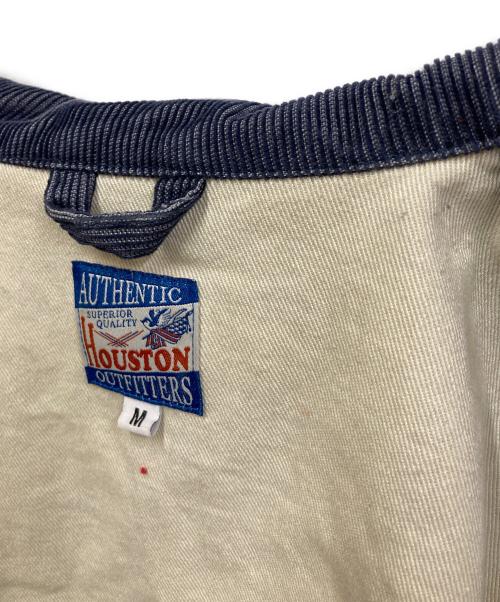 AUTHENTIC
SUPERIOR
QUALITY
HOUSTON
OUTFITTERS
M